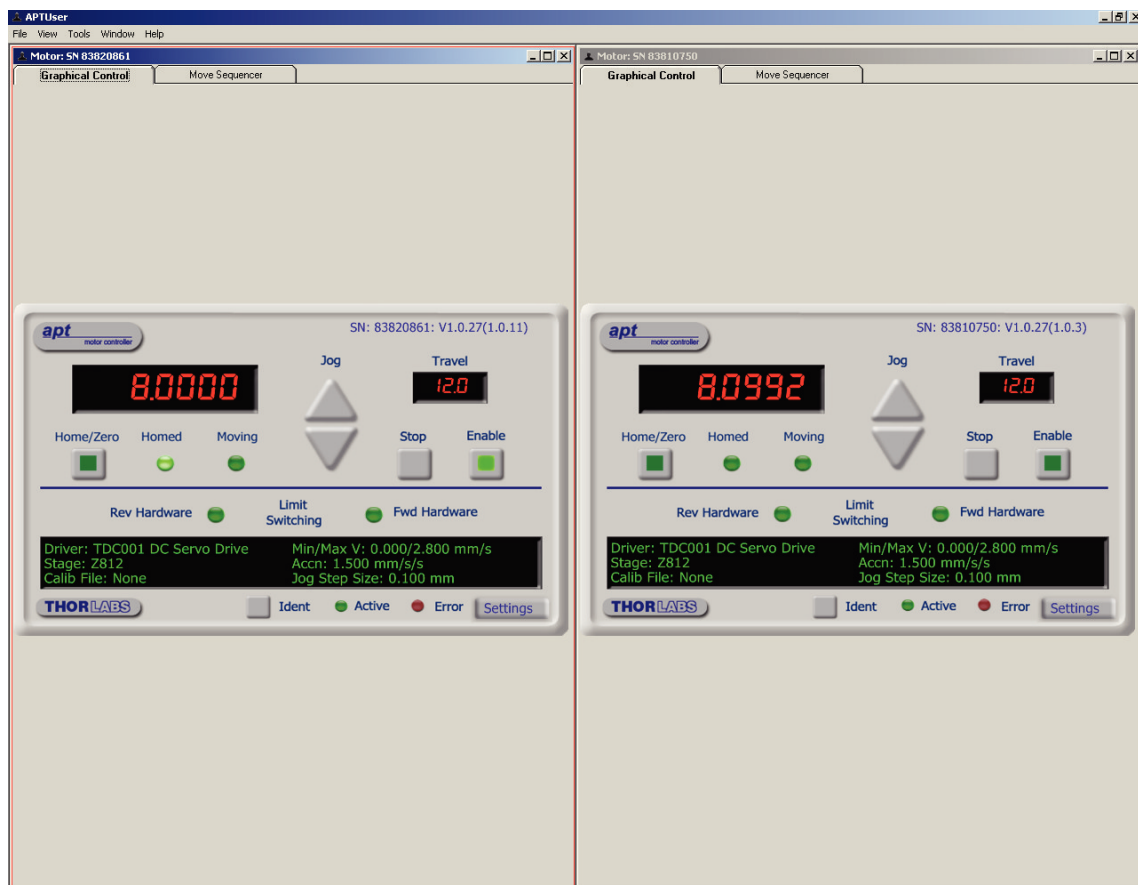 APTUser
File View Tools Window Help
Motor: SN 83820861
Graphical Control Move Sequencer
apt
motor controller
SN: 83820861: V1.0.27(1.0.11)
Jog Travel
8.0000 12.0
Home/Zero Homed Moving Stop Enable
Rev Hardware Limit Switching Fwd Hardware
Driver: TDC001 DC Servo Drive Min/Max V: 0.000/2.800 mm/s
Stage: Z812 Accn: 1.500 mm/s/s
Calib File: None Jog Step Size: 0.100 mm
THORLABS Ident Active Error Settings
Motor: SN 83810750
Graphical Control Move Sequencer
apt
motor controller
SN: 83810750: V1.0.27(1.0.3)
Jog Travel
8.0992 12.0
Home/Zero Homed Moving Stop Enable
Rev Hardware Limit Switching Fwd Hardware
Driver: TDC001 DC Servo Drive Min/Max V: 0.000/2.800 mm/s
Stage: Z812 Accn: 1.500 mm/s/s
Calib File: None Jog Step Size: 0.100 mm
THORLABS Ident Active Error Settings